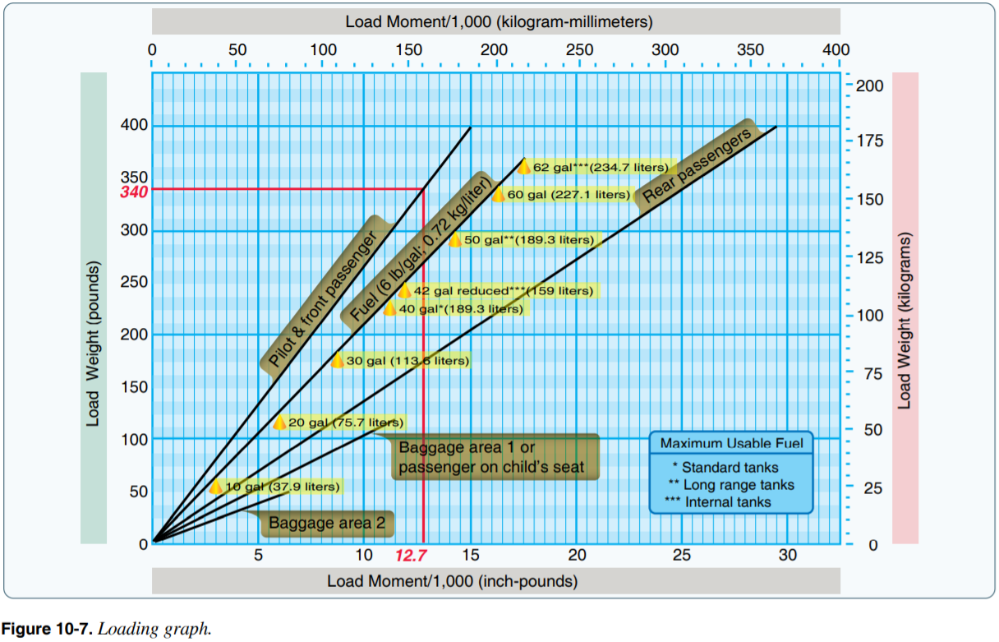 Load Moment/1,000 (kilogram-millimeters)
0 50 100 150 200 250 300 350 400
Load Weight (pounds)
400
350
340
300
250
200
150
100
50
0
200
175
150
125
100
75
50
25
0
Load Weight (kilograms)
Pilot & front passenger
Fuel (6 lb/gal; 0.72 kg/liter)
Rear passengers
62 gal***(234.7 liters)
60 gal (227.1 liters)
50 gal**(189.3 liters)
42 gal reduced***(159 liters)
40 gal*(189.3 liters)
30 gal (113.6 liters)
20 gal (75.7 liters)
10 gal (37.9 liters)
Baggage area 1 or
passenger on child's seat
Baggage area 2
Maximum Usable Fuel
* Standard tanks
** Long range tanks
*** Internal tanks
5 10 12.7 15 20 25 30
Load Moment/1,000 (inch-pounds)
Figure 10-7. Loading graph.